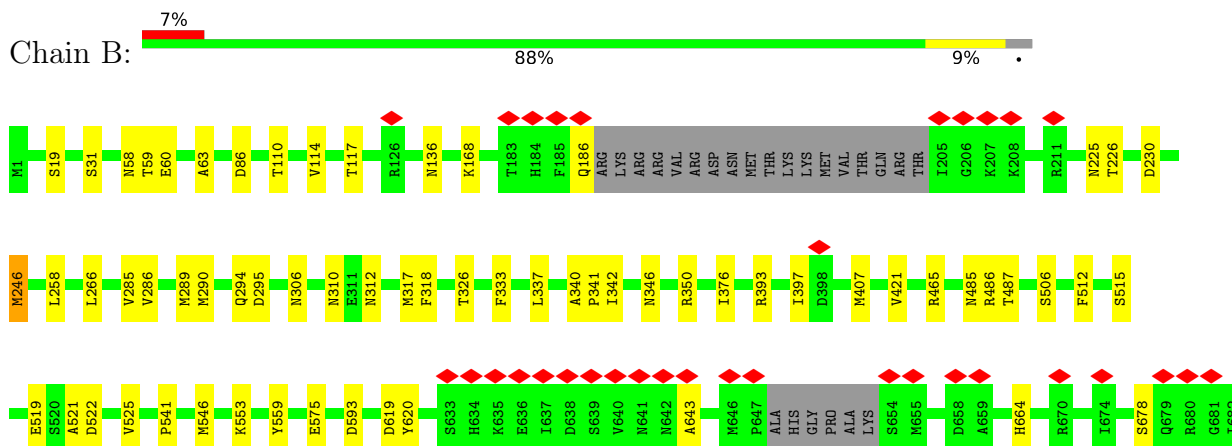 7%
Chain B:
88% 9% •
M1 S19 S31 N58 T59 E60 A63 D86 T110 V114 T117 R126 N136 K168 T183 H184 F185 Q186 ARG LYS ARG ARG VAL ARG ASP ASN MET THR LYS LYS MET VAL THR GLN ARG THR I205 G206 K207 K208 R211 N225 T226 D230
M246 L258 L266 V285 V286 M289 M290 Q294 D295 N306 N310 E311 N312 M317 F318 T326 F333 L337 A340 P341 I342 N346 R350 I376 R393 I397 D398 M407 V421 R465 N485 R486 T487 S506 F512 S515
E519 S520 A521 D522 V525 P541 M546 K553 Y559 E575 D593 D619 Y620 S633 H634 K635 E636 I637 D638 S639 V640 N641 N642 A643 M646 P647 ALA HIS GLY PRO ALA LYS S654 M655 D658 A659 H664 R670 I674 S678 Q679 R680 G681